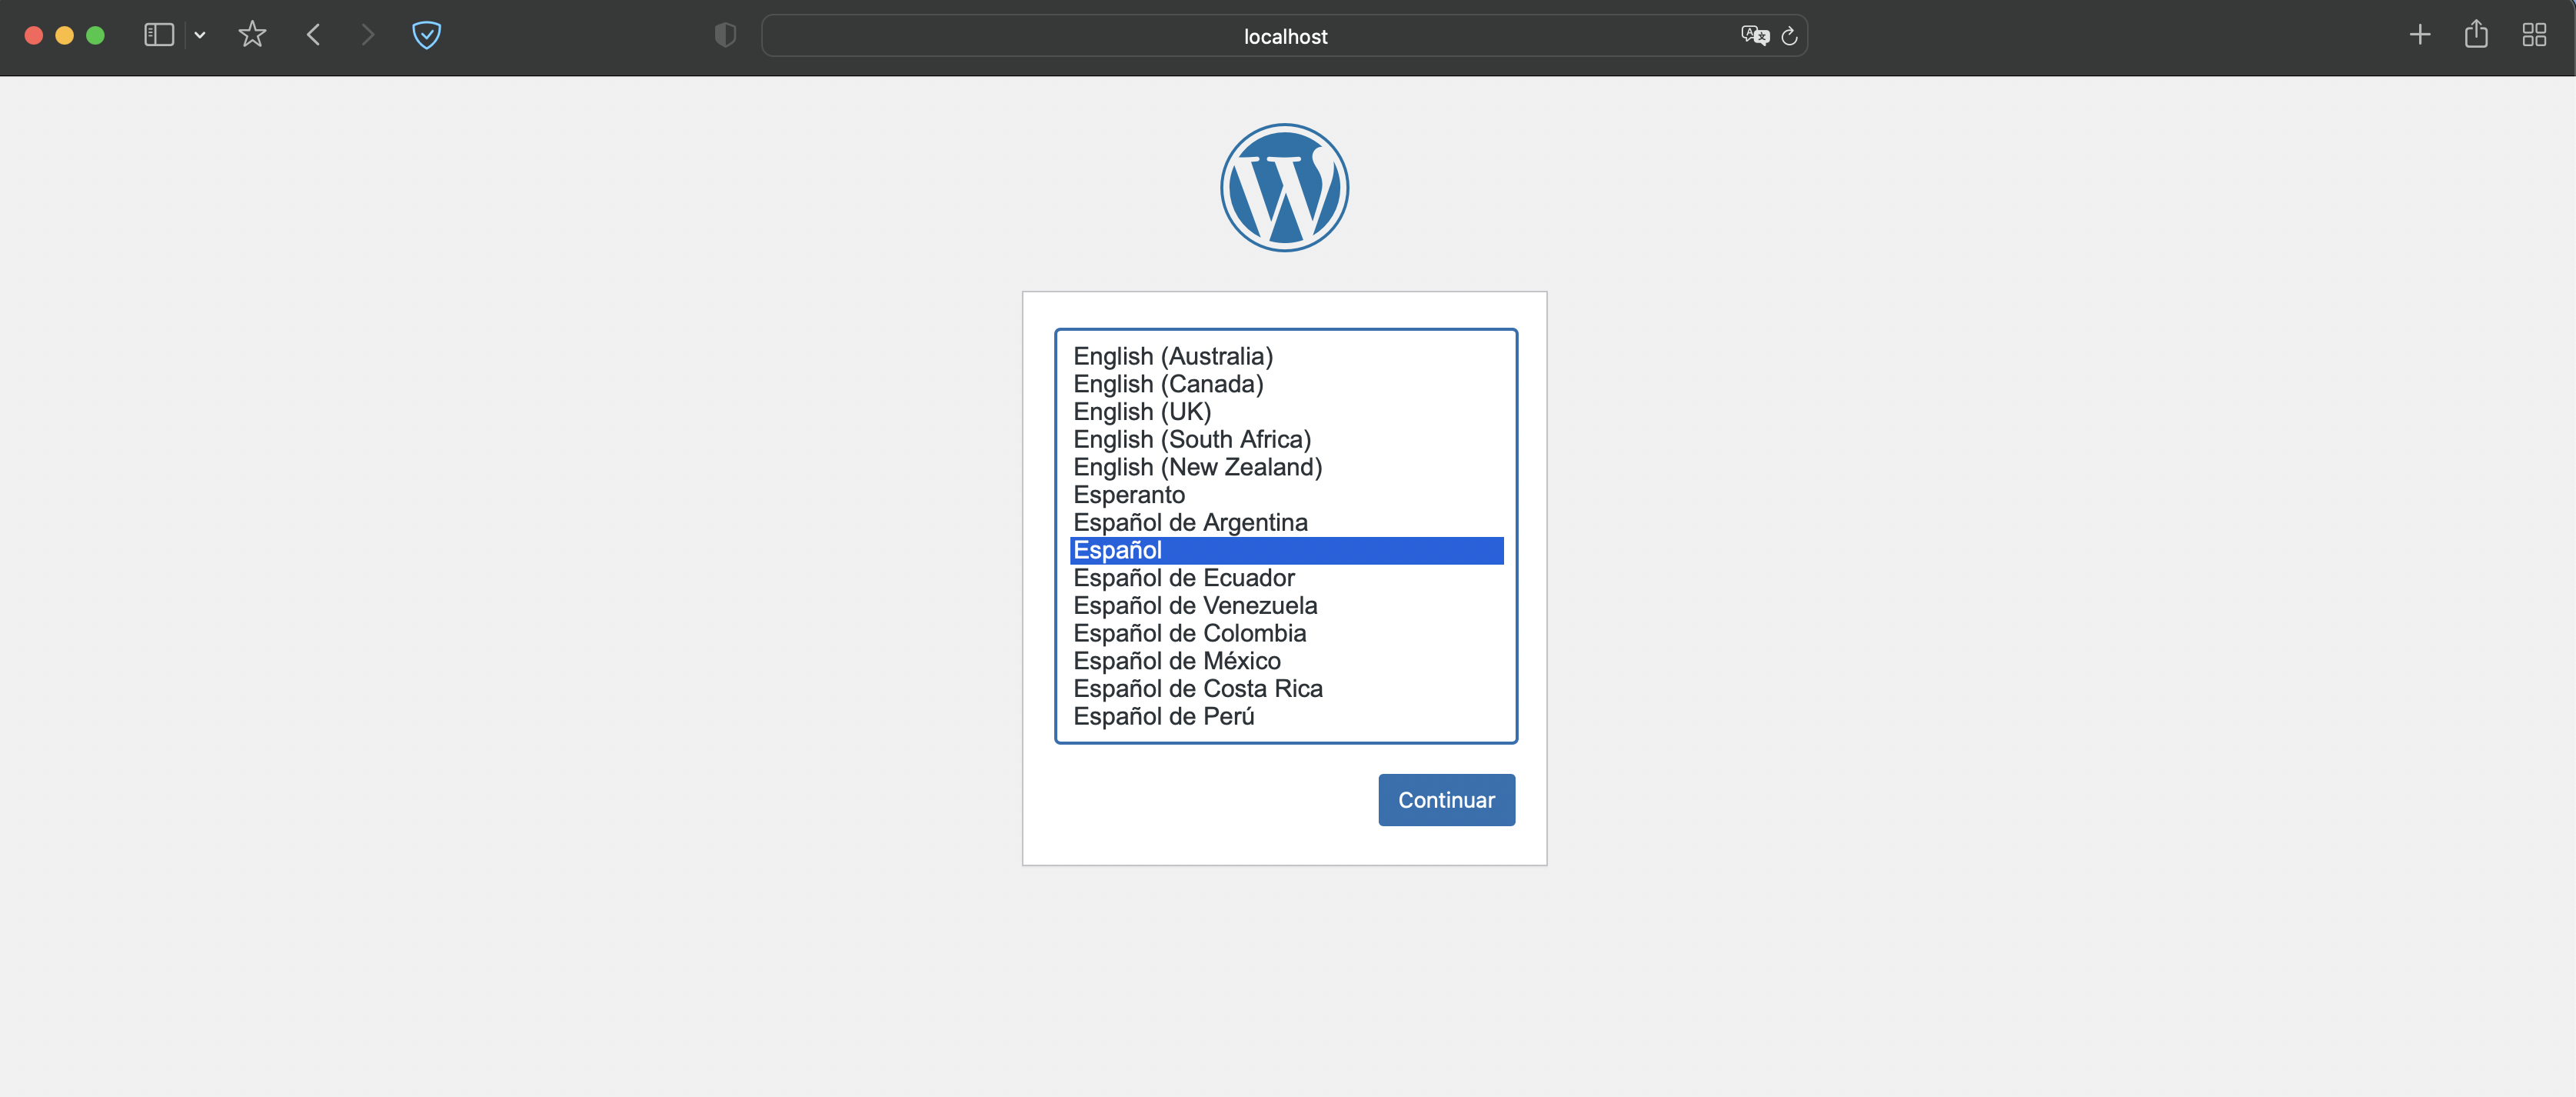 localhost
English (Australia)
English (Canada)
English (UK)
English (South Africa)
English (New Zealand)
Esperanto
Español de Argentina
Español
Español de Ecuador
Español de Venezuela
Español de Colombia
Español de México
Español de Costa Rica
Español de Perú
Continuar